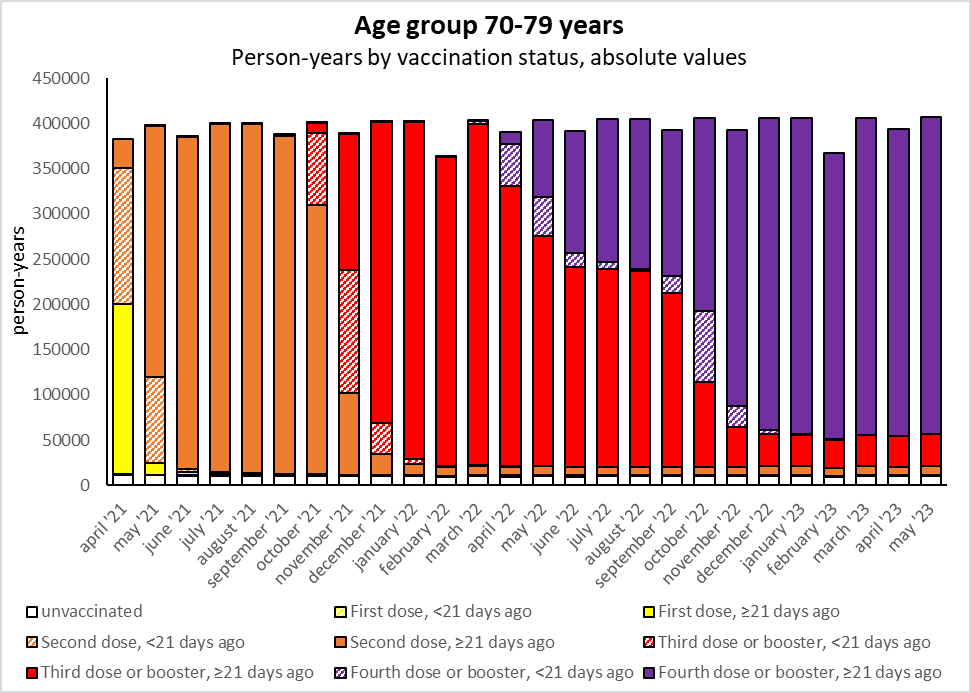 Age group 70-79 years
Person-years by vaccination status, absolute values
450000
400000
350000
300000
250000
200000
150000
100000
50000
0
person-years
april '21
may '21
june '21
july '21
august '21
september '21
october '21
november '21
december '21
january '22
february '22
march '22
april '22
may '22
june '22
july '22
august '22
september '22
october '22
november '22
december '22
january '23
february '23
march '23
april '23
may '23
unvaccinated
First dose, <21 days ago
First dose, ≥21 days ago
Second dose, <21 days ago
Second dose, ≥21 days ago
Third dose or booster, <21 days ago
Third dose or booster, ≥21 days ago
Fourth dose or booster, <21 days ago
Fourth dose or booster, ≥21 days ago